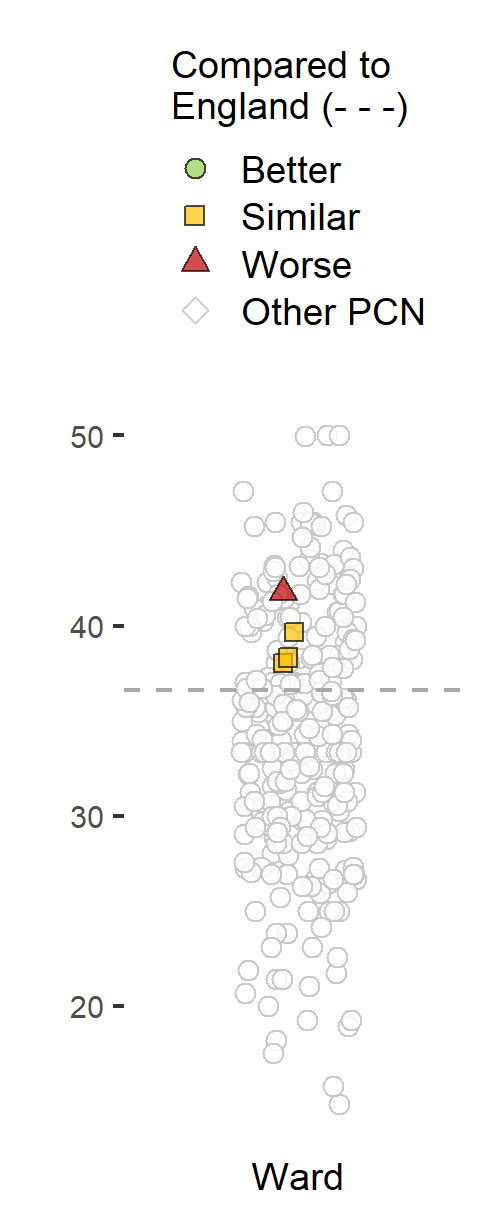 Compared to
England (- - -)
Better
Similar
Worse
Other PCN
50
40
30
20
Ward